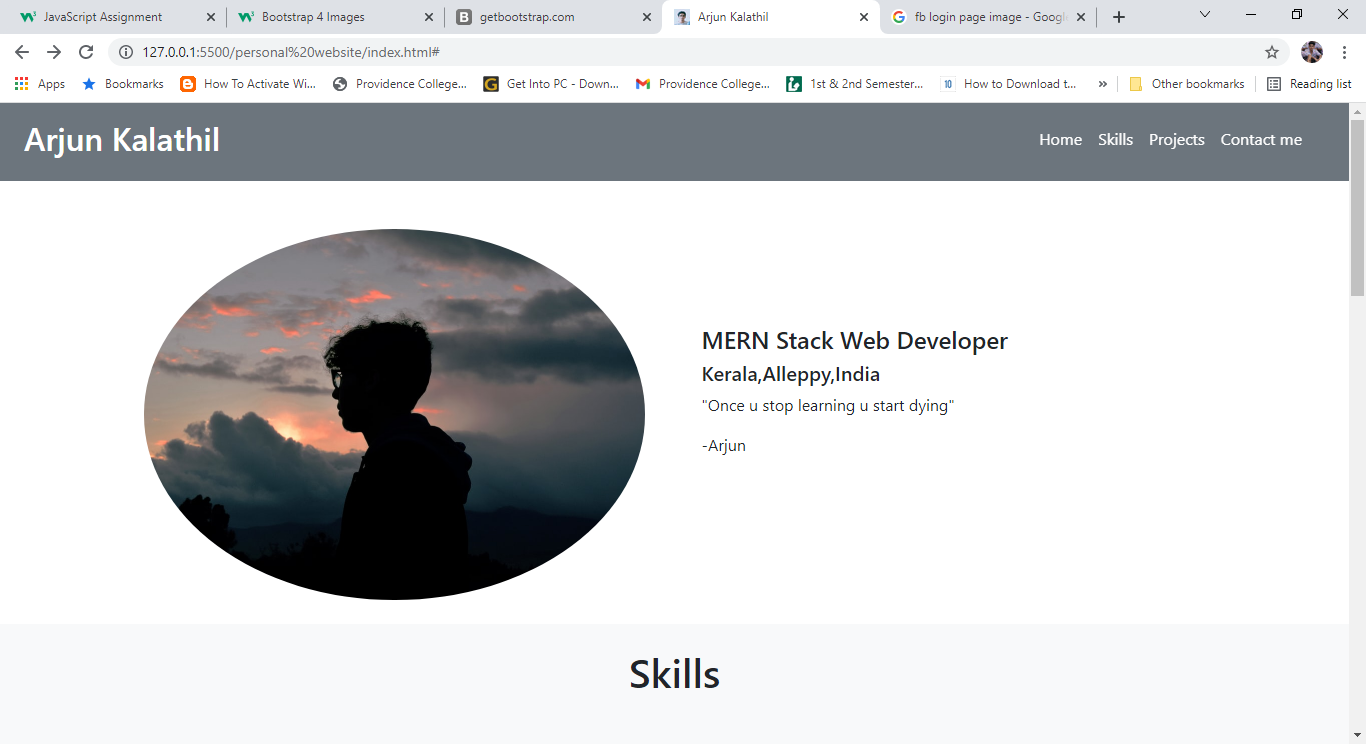 JavaScript Assignment
Bootstrap 4 Images
getbootstrap.com
Arjun Kalathil
fb login page image - Googl
127.0.0.1:5500/personal%20website/index.html#
Apps
Bookmarks
How To Activate Wi...
Providence College...
Get Into PC - Down...
Providence College...
1st & 2nd Semester...
10
How to Download t...
Other bookmarks
Reading list
Arjun Kalathil
Home Skills Projects Contact me
MERN Stack Web Developer
Kerala,Alleppy,India
"Once u stop learning u start dying"
-Arjun
Skills